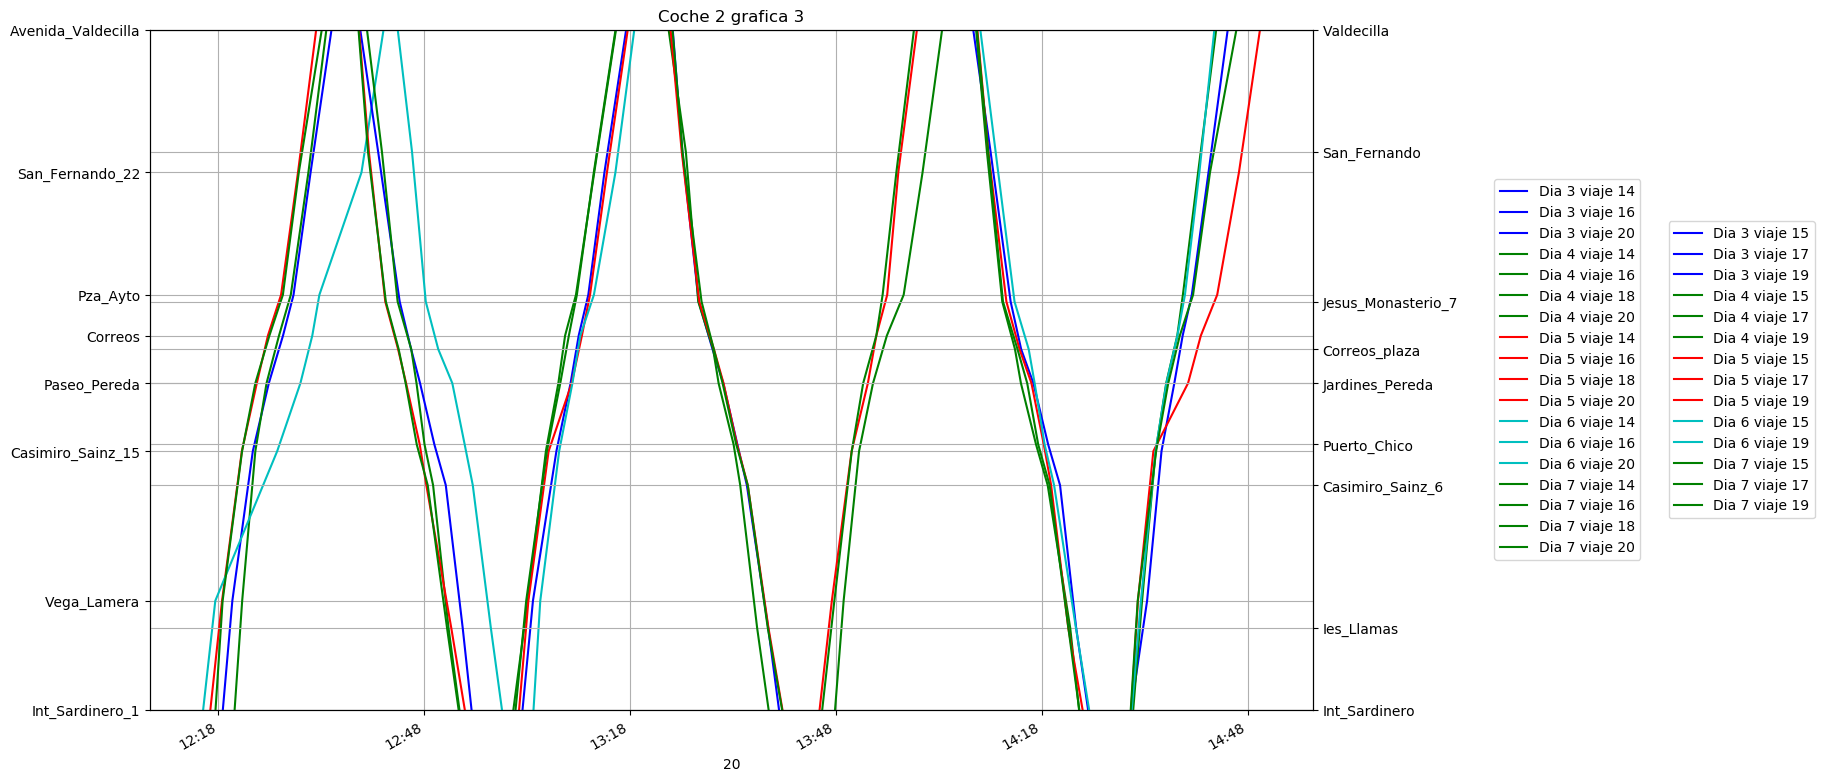 Coche 2 grafica 3
Avenida_Valdecilla
San_Fernando_22
Pza_Ayto
Correos
Paseo_Pereda
Casimiro_Sainz_15
Vega_Lamera
Int_Sardinero_1
Valdecilla
San_Fernando
Jesus_Monasterio_7
Correos_plaza
Jardines_Pereda
Puerto_Chico
Casimiro_Sainz_6
Ies_Llamas
Int_Sardinero
12:18
12:48
13:18
13:48
14:18
14:48
20
Dia 3 viaje 14
Dia 3 viaje 16
Dia 3 viaje 20
Dia 4 viaje 14
Dia 4 viaje 16
Dia 4 viaje 18
Dia 4 viaje 20
Dia 5 viaje 14
Dia 5 viaje 16
Dia 5 viaje 18
Dia 5 viaje 20
Dia 6 viaje 14
Dia 6 viaje 16
Dia 6 viaje 20
Dia 7 viaje 14
Dia 7 viaje 16
Dia 7 viaje 18
Dia 7 viaje 20
Dia 3 viaje 15
Dia 3 viaje 17
Dia 3 viaje 19
Dia 4 viaje 15
Dia 4 viaje 17
Dia 4 viaje 19
Dia 5 viaje 15
Dia 5 viaje 17
Dia 5 viaje 19
Dia 6 viaje 15
Dia 6 viaje 19
Dia 7 viaje 15
Dia 7 viaje 17
Dia 7 viaje 19